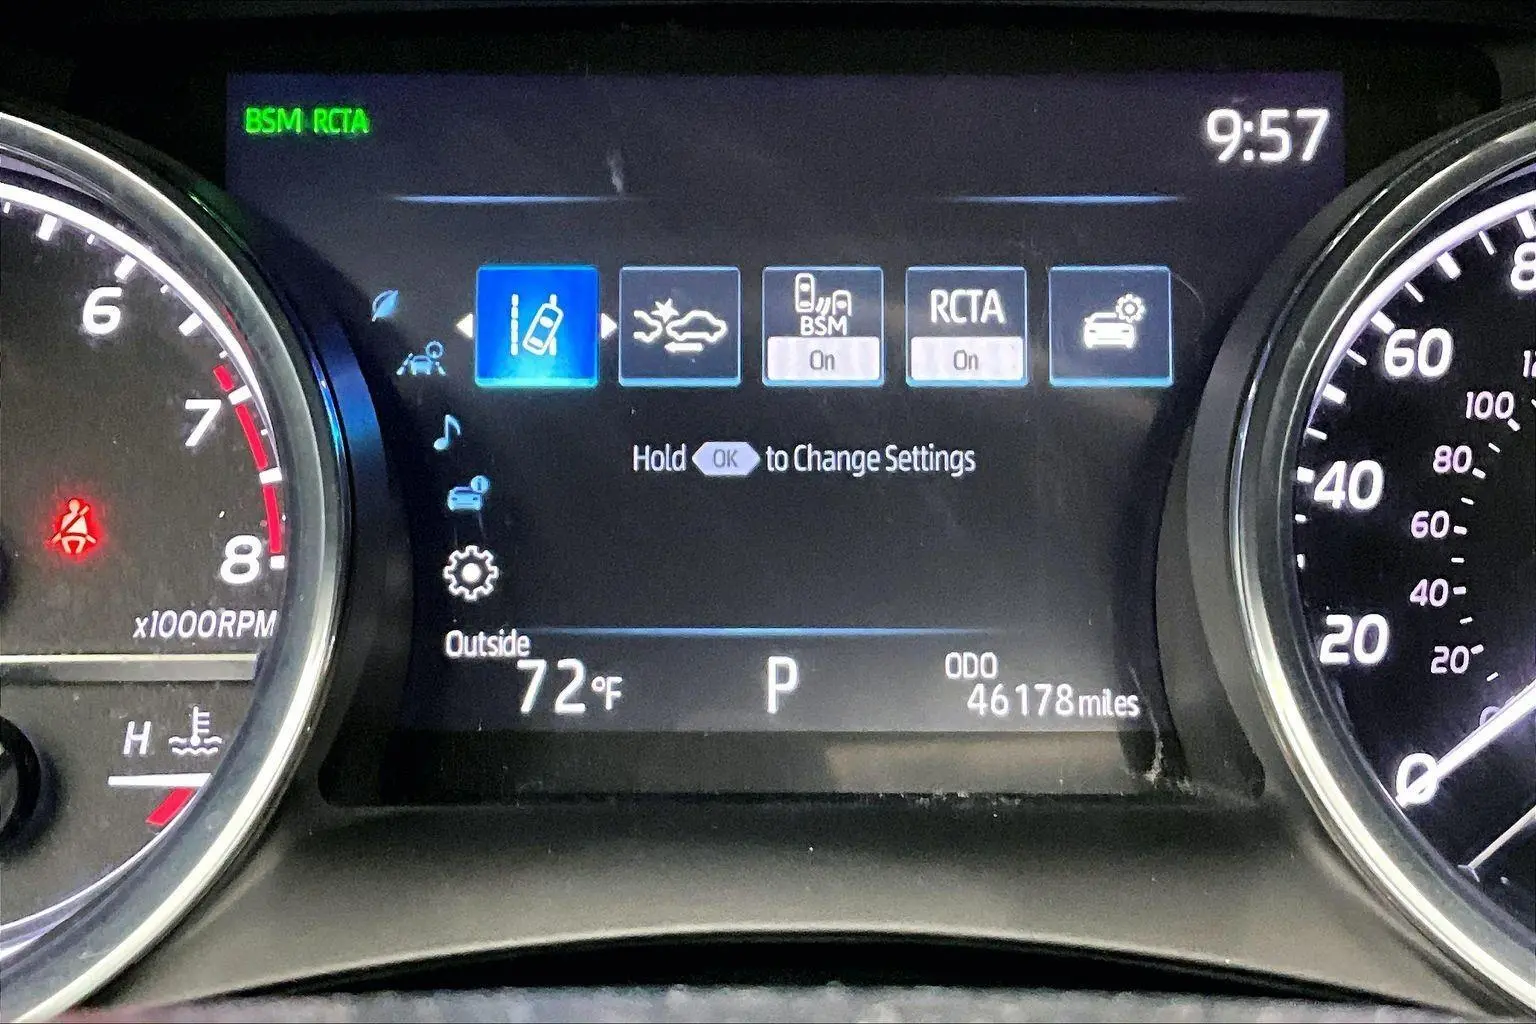 BSM RCTA
9:57
BSM
On
RCTA
On
Hold OK to Change Settings
Outside
72°F
P
ODO
46178 miles
6
7
8
x1000RPM
H
8
60
40
20
0
100
80
60
40
20